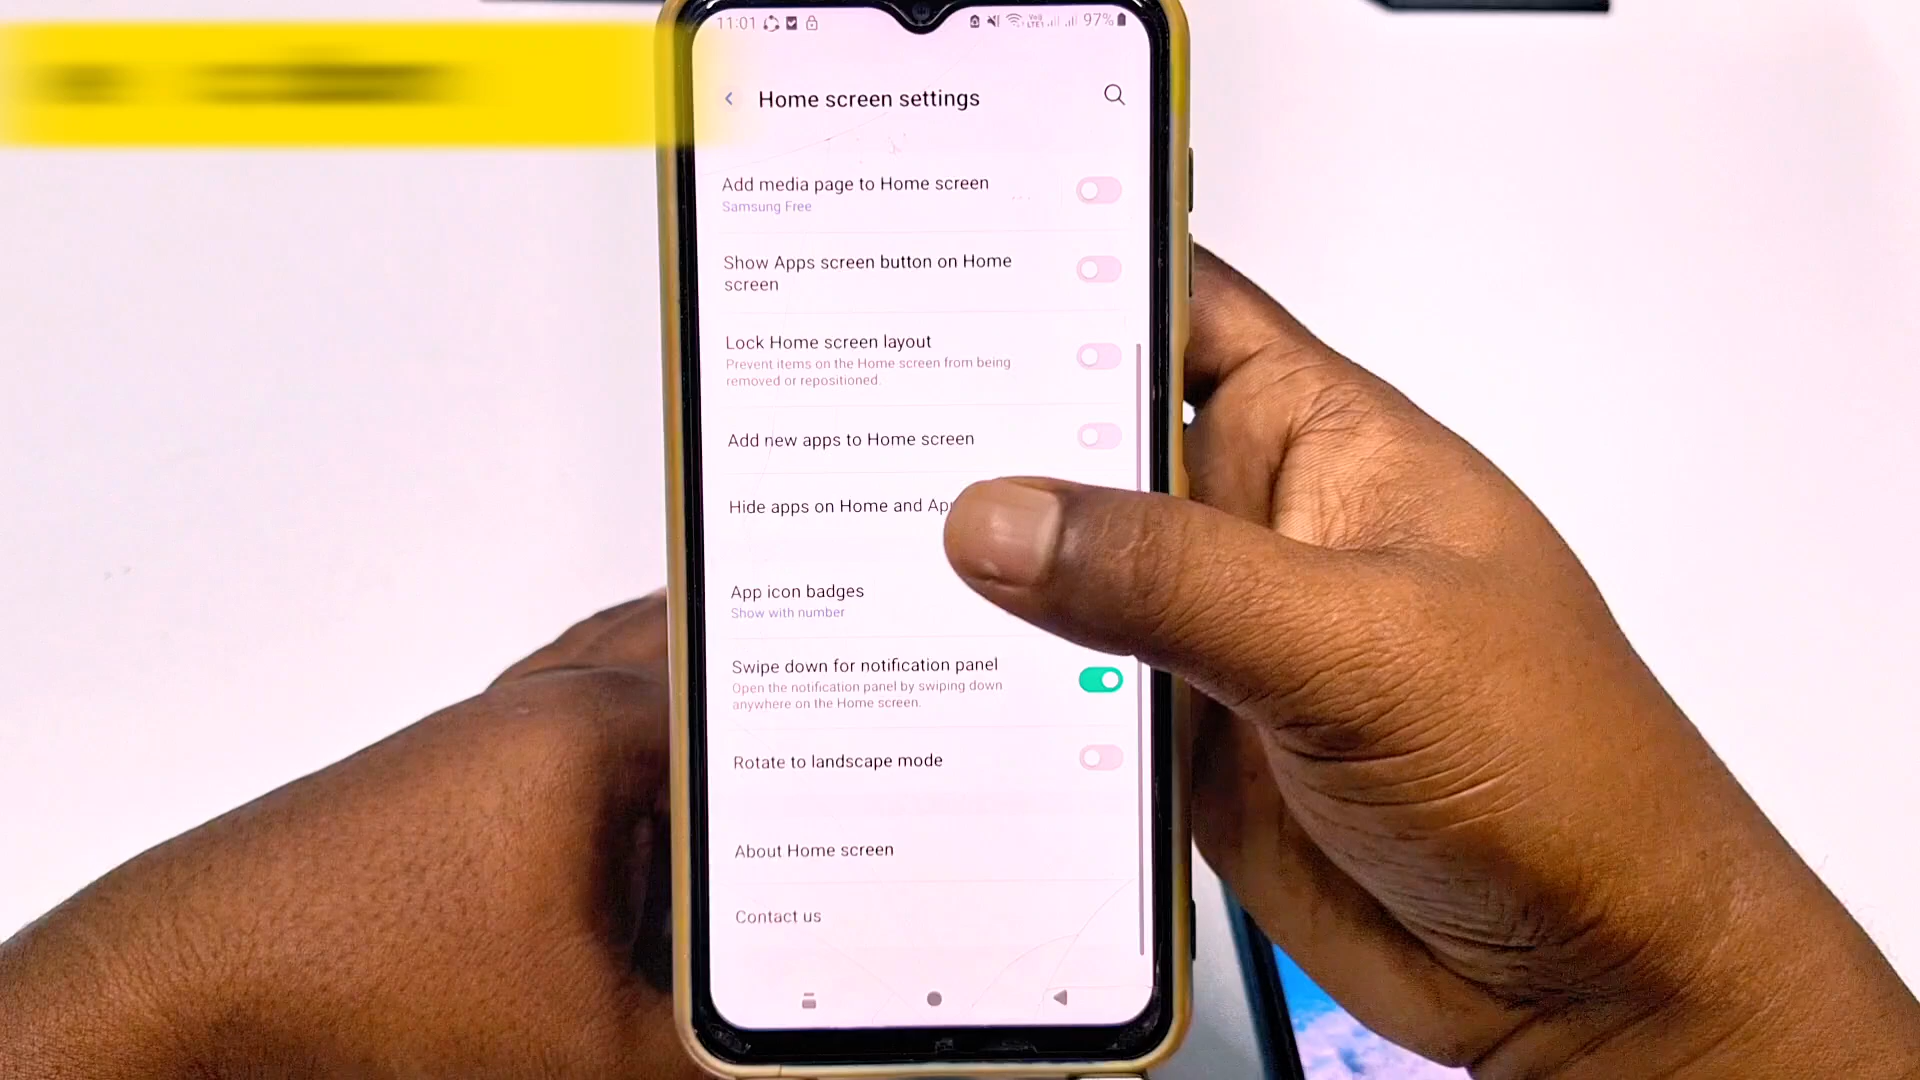 11:01 97%
Home screen settings
Add media page to Home screen
Samsung Free
Show Apps screen button on Home
screen
Lock Home screen layout
Prevent items on the Home screen from being
removed or repositioned.
Add new apps to Home screen
Hide apps on Home and
App icon badges
Show with number
Swipe down for notification panel
Open the notification panel by swiping down
anywhere on the Home screen.
Rotate to landscape mode
About Home screen
Contact us